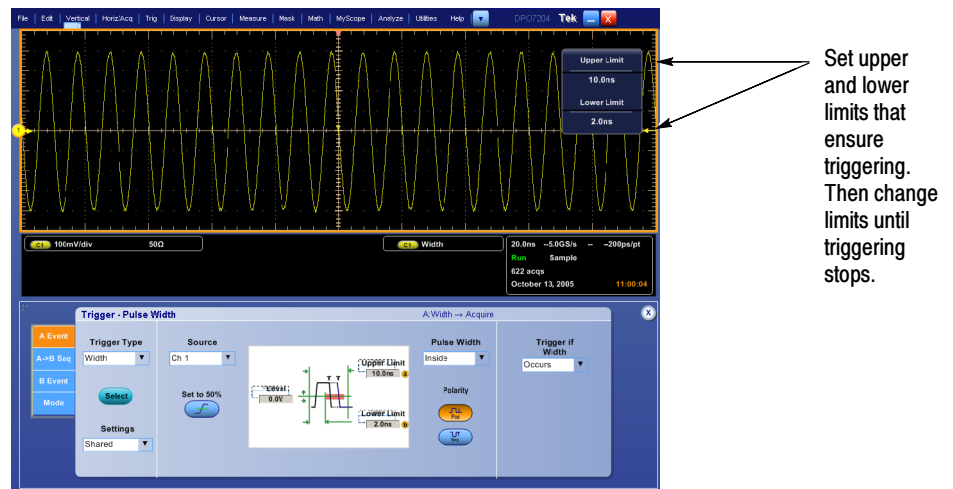 File | Edit | Vertical | Horiz/Acq | Trig | Display | Cursor | Measure | Mask | Math | MyScope | Analyze | Utilities | Help
DPO7204 Tek X
Upper Limit
10.0ns
Lower Limit
2.0ns
1
Set upper
and lower
limits that
ensure
triggering.
Then change
limits until
triggering
stops.
C1 100mV/div 50Ω
C1 Width
20.0ns --5.0GS/s -- --200ps/pt
Run Sample
622 acqs
October 13, 2005 11:00:04
Trigger - Pulse Width
A:Width → Acquire
X
A Event
A->B Seq
B Event
Mode
Trigger Type
Width
Select
Settings
Shared
Source
Ch 1
Set to 50%
Level
0.0V
T T
Upper Limit
10.0ns a
Lower Limit
2.0ns b
Pulse Width
Inside
Polarity
Pos
Neg
Trigger if
Width
Occurs